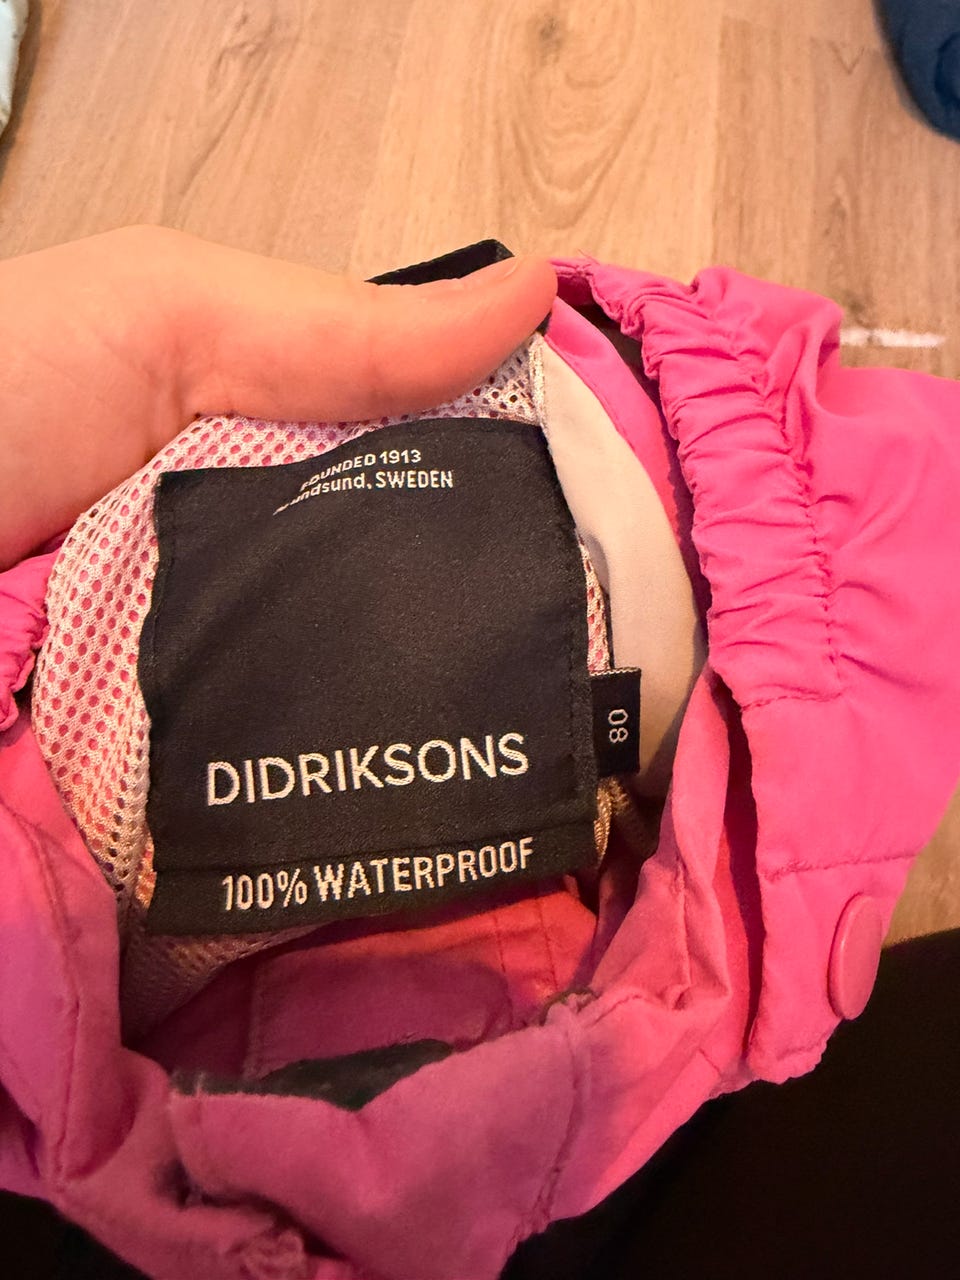 FOUNDED 1913
SWEDEN
80
DIDRIKSONS
100% WATERPROOF